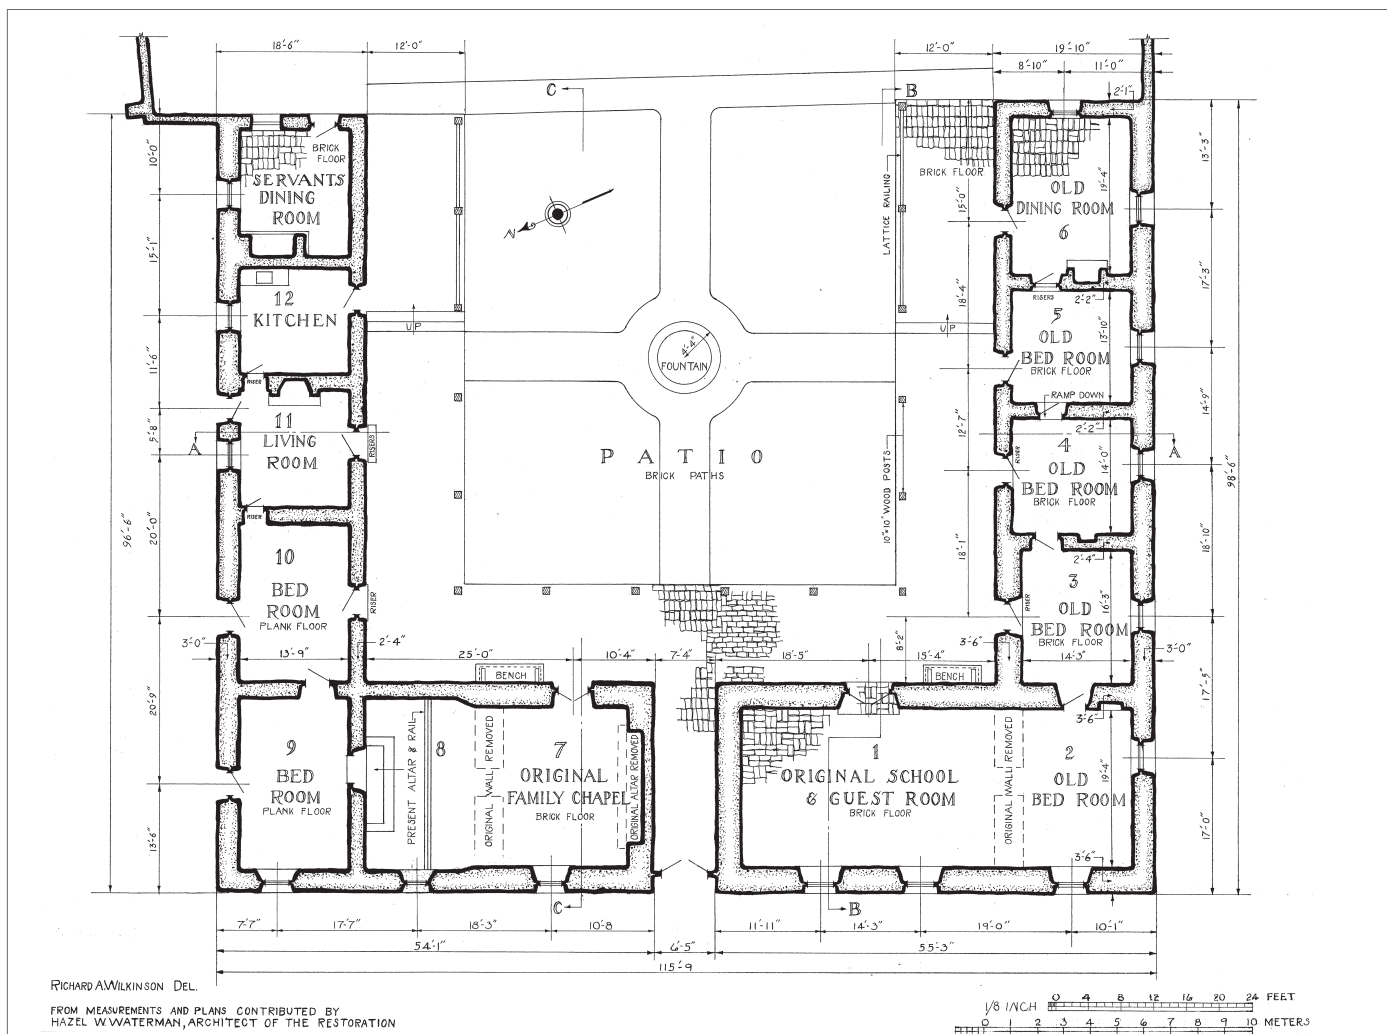 18'-6"
12'-0"
12'-0"
19'-10"
8'-10"
11'-0"
C
B
2'-1"
BRICK
FLOOR
SERVANTS
DINING
ROOM
10'-0"
15'-1"
N
LATTICE RAILING
BRICK FLOOR
15'-0"
OLD
DINING ROOM
6
19'-4"
13'-3"
17'-3"
12
KITCHEN
UP
18'-4"
UP
RISERS
2'-2"
5
OLD
BED ROOM
BRICK FLOOR
13'-10"
11'-6"
RISER
4'-4"
FOUNTAIN
RAMP DOWN
2'-2"
14'-9"
11
LIVING
ROOM
RISERS
5'-8"
A
PATIO
BRICK PATHS
10"x10" WOOD POSTS
12'-7"
RISER
4
OLD
BED ROOM
BRICK FLOOR
14'-0"
A
98'-6"
96'-6"
20'-0"
RISER
10
BED
ROOM
PLANK FLOOR
RISER
18'-1"
2'-4"
18'-10"
3
OLD
BED ROOM
BRICK FLOOR
16'-3"
RISER
3'-0"
13'-9"
2'-4"
25'-0"
10'-4"
7'-4"
18'-5"
15'-4"
8'-2"
3'-6"
14'-3"
3'-0"
BENCH
BENCH
20'-9"
17'-5"
3'-6"
9
BED
ROOM
PLANK FLOOR
PRESENT ALTAR & RAIL
8
ORIGINAL WALL REMOVED
7
ORIGINAL
FAMILY CHAPEL
BRICK FLOOR
ORIGINAL ALTAR REMOVED
1
ORIGINAL SCHOOL
& GUEST ROOM
BRICK FLOOR
ORIGINAL WALL REMOVED
2
OLD
BED ROOM
19'-4"
13'-6"
17'-0"
3'-6"
C
B
7'-7"
17'-7"
18'-3"
10'-8
11'-11"
14'-3"
19'-0"
10'-1"
54'-1"
6'-5"
55'-3"
115'-9
RICHARD A. WILKINSON DEL.
FROM MEASUREMENTS AND PLANS CONTRIBUTED BY
HAZEL W. WATERMAN, ARCHITECT OF THE RESTORATION
1/8 INCH
0 4 8 12 16 20 24 FEET
0 1 2 3 4 5 6 7 8 9 10 METERS